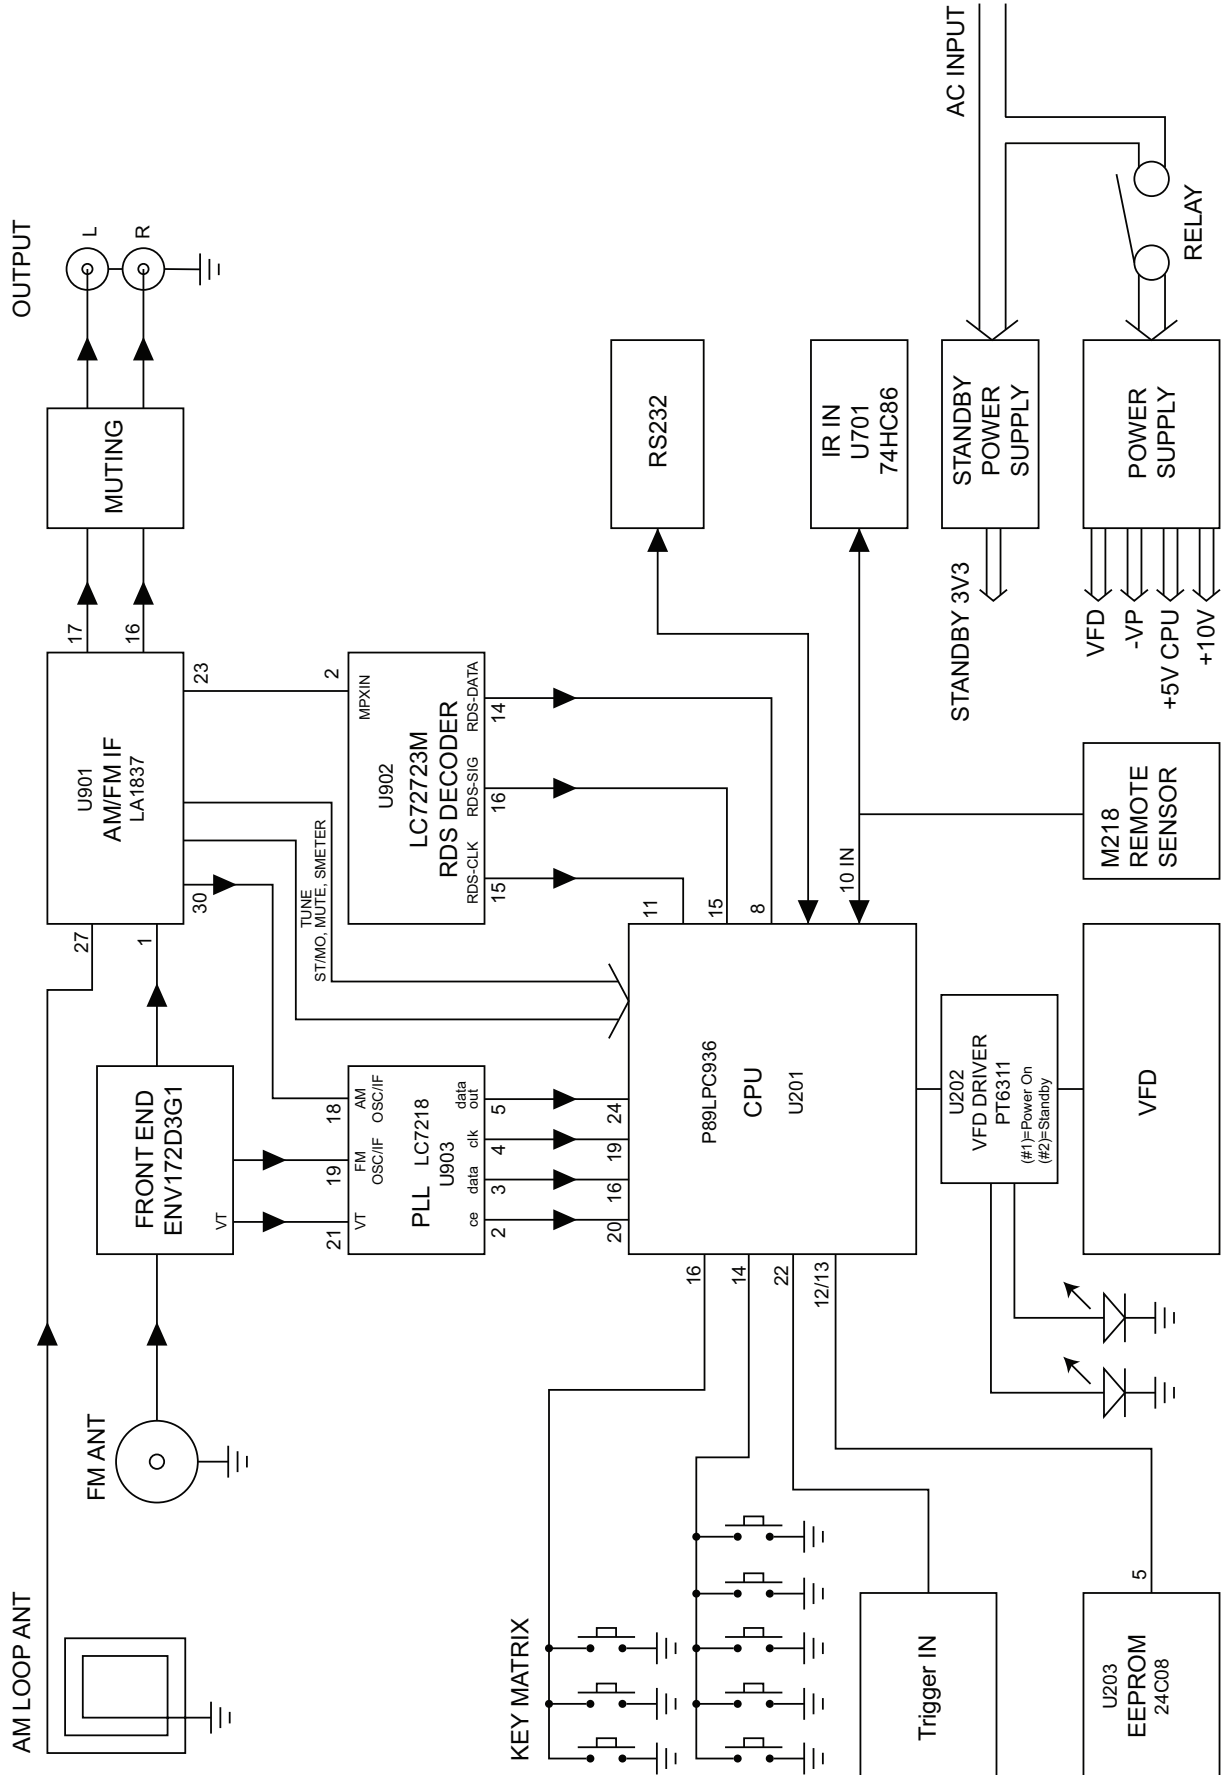 AM LOOP ANT
FM ANT
FRONT END
ENV172D3G1
VT
27
1
U901
AM/FM IF
LA1837
30
23
17
16
MUTING
OUTPUT
L
R
21
19
18
VT
FM
OSC/IF
AM
OSC/IF
PLL
LC7218
U903
ce
data
clk
data
out
2
3
4
5
TUNE
ST/MO, MUTE, SMETER
2
MPXIN
U902
LC72723M
RDS DECODER
RDS-CLK
RDS-SIG
RDS-DATA
15
16
14
KEY MATRIX
16
14
22
12/13
20
16
19
24
11
15
8
10 IN
P89LPC936
CPU
U201
RS232
IR IN
U701
74HC86
Trigger IN
U202
VFD DRIVER
PT6311
(#1)=Power On
(#2)=Standby
STANDBY 3V3
STANDBY
POWER
SUPPLY
AC INPUT
U203
EEPROM
24C08
5
VFD
M218
REMOTE
SENSOR
VFD
-VP
+5V CPU
+10V
POWER
SUPPLY
RELAY